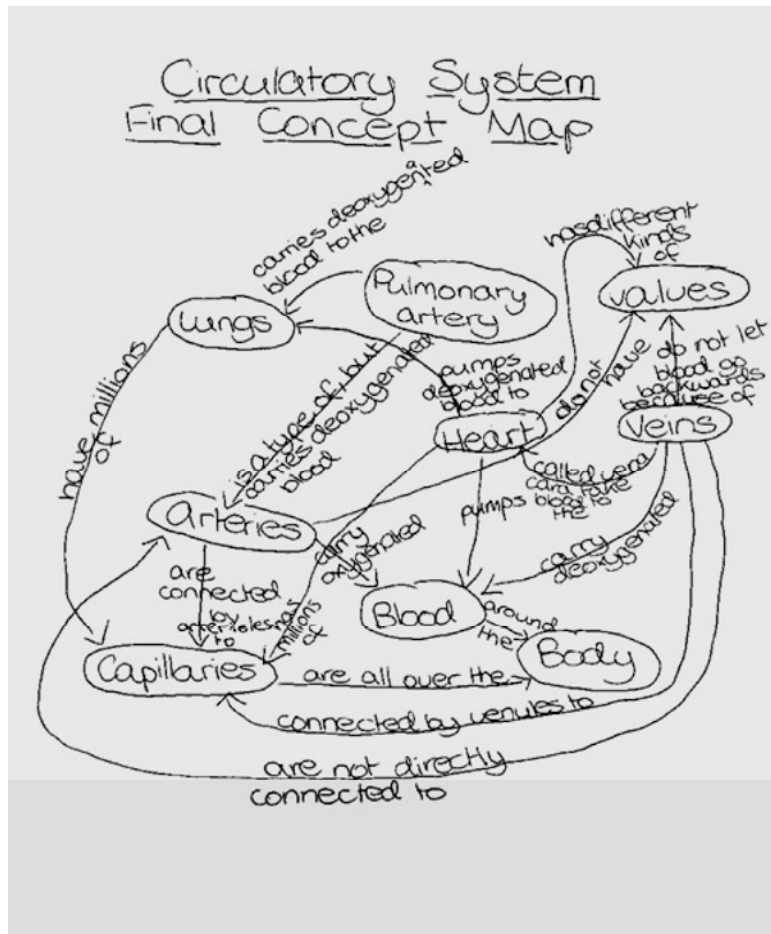 Circulatory System
Final Concept Map
carries deoxygenated
blood to the
has different
kinds of
Pulmonary
artery
values
Lungs
have millions
of
is a type of, but
carries deoxygenated
blood
pumps
deoxygenated
blood to
do not
have
do not let
blood go
backwards
because of
Heart
Veins
called vena
cava take
blood to
the
pumps
arteries
carry
oxygenated
carry
deoxygenated
are
connected
by
arterioles
to
has
millions
of
Blood
around
the
Body
Capillaries
are all over the
connected by venules to
are not directly
connected to